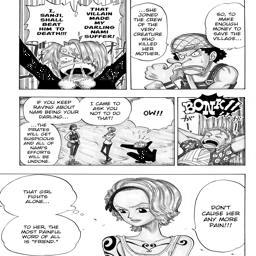 SO, TO
MAKE
ENOUGH
MONEY TO
SAVE THE
VILLAGE...
...SHE
JOINED
THE CREW
OF THE
VERY
CREATURE
WHO
KILLED
HER
MOTHER.
THAT
VILLAIN
MADE MY
DARLING
NAMI
SUFFER!
I,
SANJI,
SHALL
BEAT
HIM TO
DEATH!!!
BONK!!
OW!!
I CAME TO
ASK YOU
NOT TO
DO THAT!
IF YOU KEEP
RAVING ABOUT
NAMI BEING YOUR
DARLING...
...THE
PIRATES
WILL GET
SUSPICIOUS
AND ALL OF
NAMI'S
EFFORTS
WILL BE
UNDONE.
THAT GIRL
FIGHTS
ALONE...
TO HER, THE
MOST PAINFUL
WORD OF ALL
IS "FRIEND."
DON'T
CAUSE HER
ANY MORE
PAIN!!!